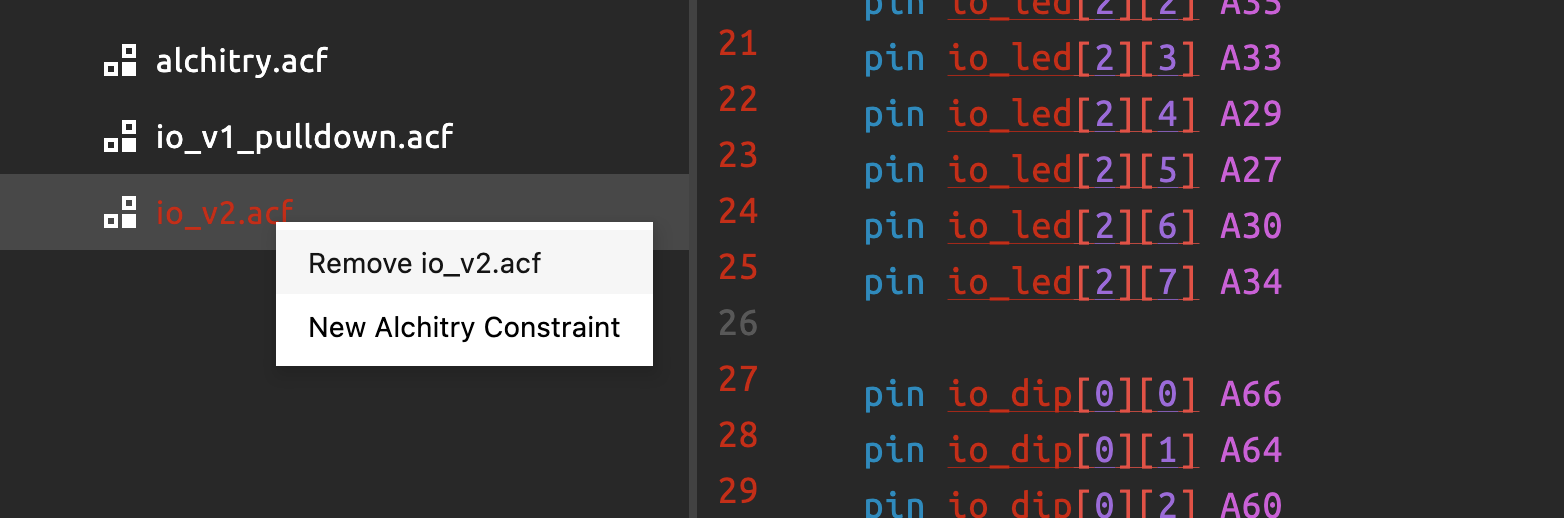 alchitry.acf
io_v1_pulldown.acf
io_v2.acf
Remove io_v2.acf
New Alchitry Constraint
pin io_led[2][2] A35
21 pin io_led[2][3] A33
22 pin io_led[2][4] A29
23 pin io_led[2][5] A27
24 pin io_led[2][6] A30
25 pin io_led[2][7] A34
26
27 pin io_dip[0][0] A66
28 pin io_dip[0][1] A64
29 pin io_dip[0][2] A60